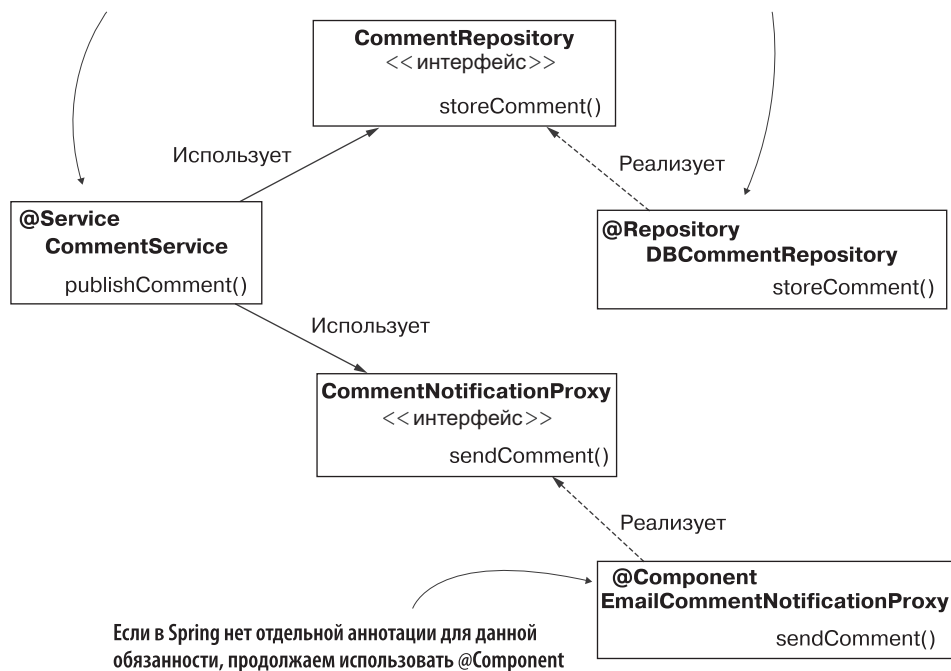 CommentRepository
<<интерфейс>>
storeComment()
Использует
Реализует
@Service
CommentService
publishComment()
@Repository
DBCommentRepository
storeComment()
Использует
CommentNotificationProxy
<<интерфейс>>
sendComment()
Реализует
@Component
EmailCommentNotificationProxy
sendComment()
Если в Spring нет отдельной аннотации для данной
обязанности, продолжаем использовать @Component